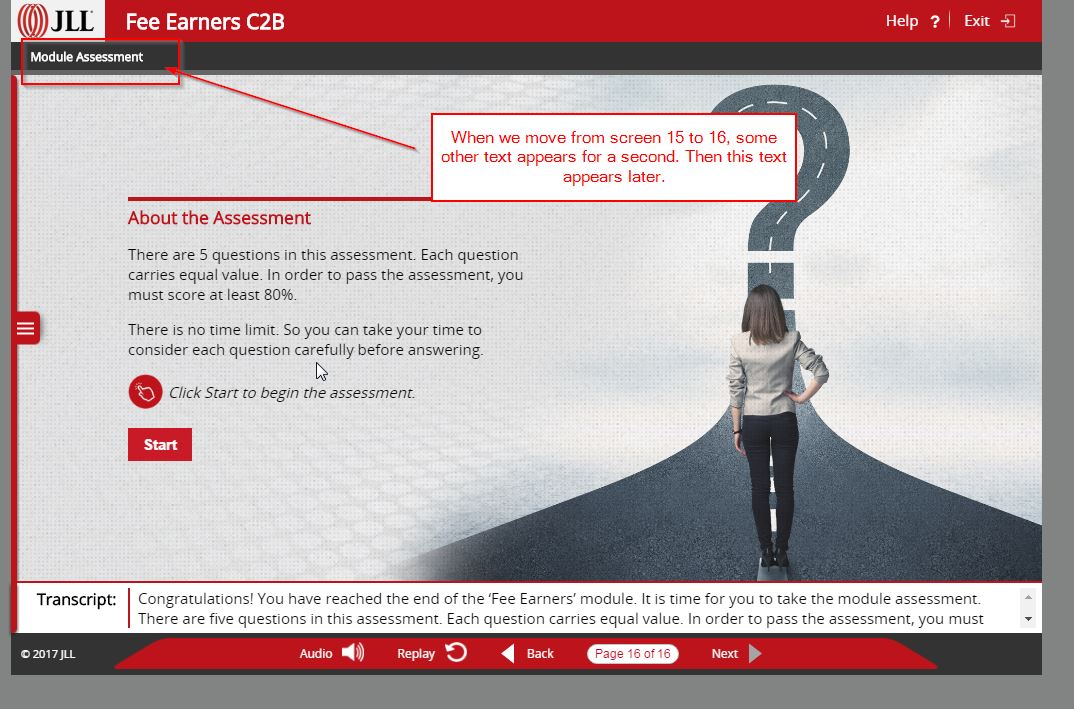 JLL
Fee Earners C2B
Help ?
Exit
Module Assessment
When we move from screen 15 to 16, some
other text appears for a second. Then this text
appears later.
About the Assessment
There are 5 questions in this assessment. Each question
carries equal value. In order to pass the assessment, you
must score at least 80%.
There is no time limit. So you can take your time to
consider each question carefully before answering.
Click Start to begin the assessment.
Start
Transcript:
Congratulations! You have reached the end of the ‘Fee Earners’ module. It is time for you to take the module assessment.
There are five questions in this assessment. Each question carries equal value. In order to pass the assessment, you must
© 2017 JLL
Audio
Replay
Back
Page 16 of 16
Next